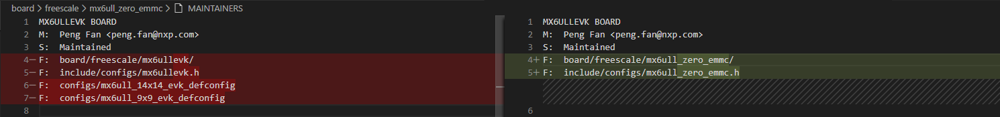 board > freescale > mx6ull_zero_emmc > MAINTAINERS
1 MX6ULLEVK BOARD
2 M:  Peng Fan <peng.fan@nxp.com>
3 S:  Maintained
4— F:  board/freescale/mx6ullevk/
5— F:  include/configs/mx6ullevk.h
6— F:  configs/mx6ull_14x14_evk_defconfig
7— F:  configs/mx6ull_9x9_evk_defconfig
8
1 MX6ULLEVK BOARD
2 M:  Peng Fan <peng.fan@nxp.com>
3 S:  Maintained
4+ F:  board/freescale/mx6ull_zero_emmc/
5+ F:  include/configs/mx6ull_zero_emmc.h
6